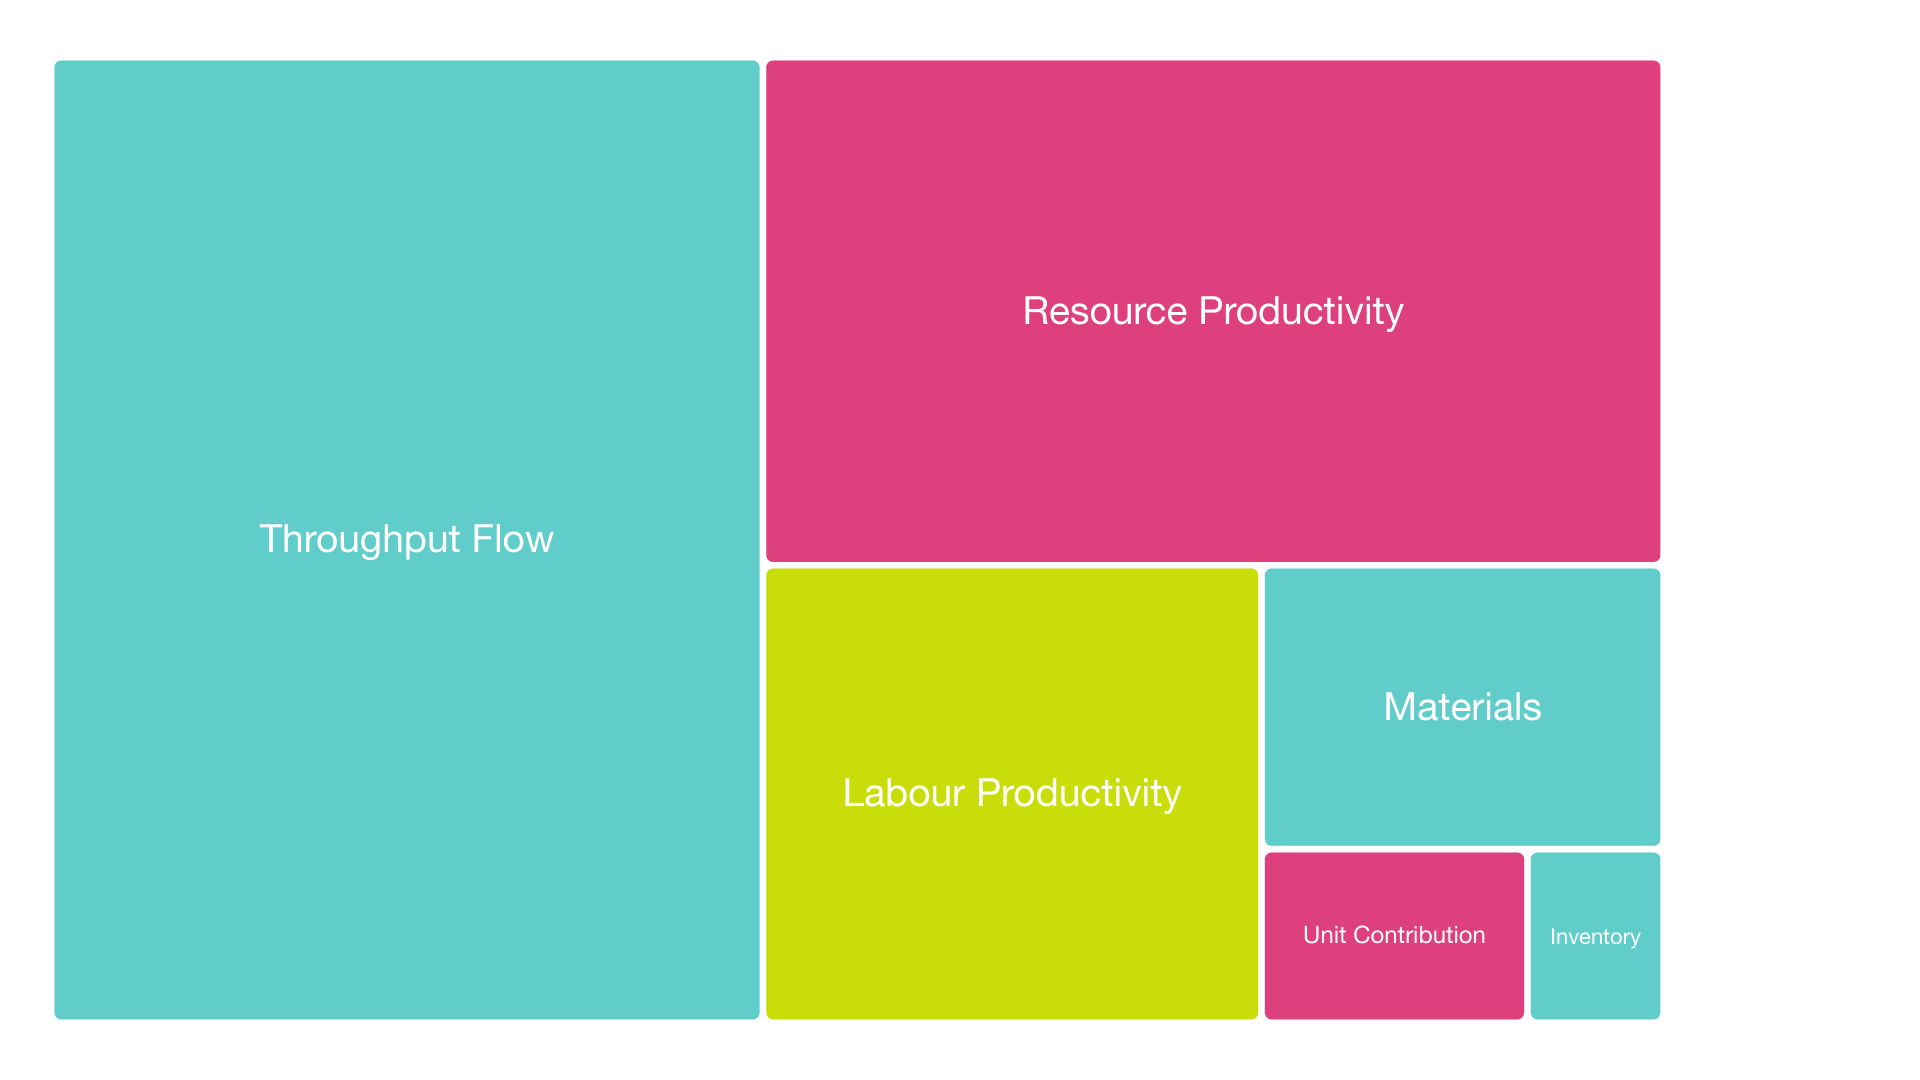 Throughput Flow
Resource Productivity
Labour Productivity
Materials
Unit Contribution
Inventory